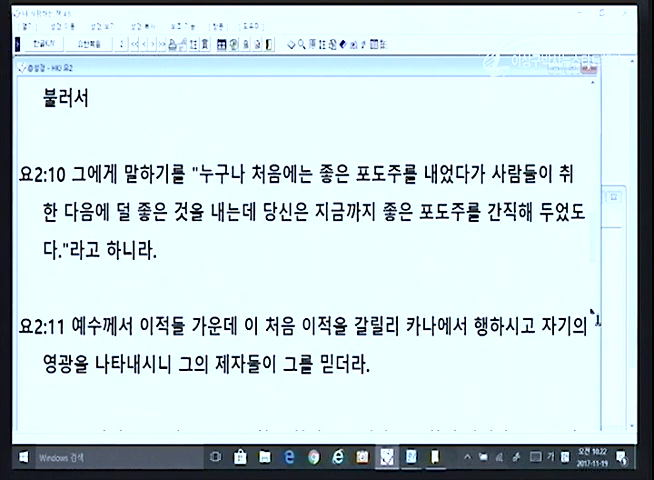 불러서
요2:10 그에게 말하기를 "누구나 처음에는 좋은 포도주를 내었다가 사람들이 취
한 다음에 덜 좋은 것을 내는데 당신은 지금까지 좋은 포도주를 간직해 두었도
다."라고 하니라.
요2:11 예수께서 이적들 가운데 이 처음 이적을 갈릴리 카나에서 행하시고 자기의
영광을 나타내시니 그의 제자들이 그를 믿더라.
Windows 검색
오전 10:22
2017-11-19